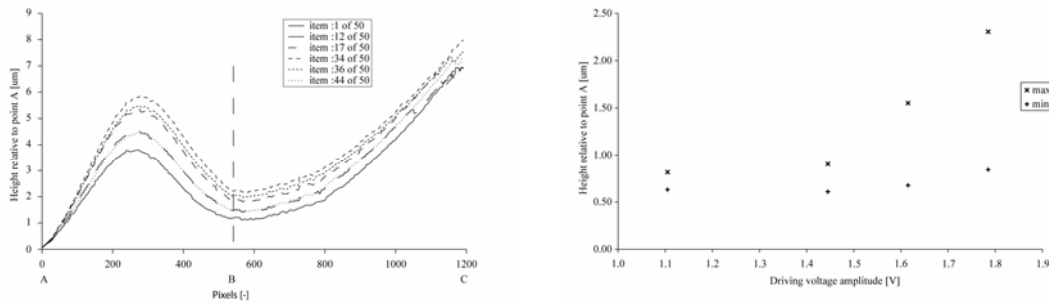 Height relative to point A [um]
9
8
7
6
5
4
3
2
1
0
item :1 of 50
item :12 of 50
item :17 of 50
item :34 of 50
item :36 of 50
item :44 of 50
0 200 400 600 800 1000 1200
A B C
Pixels [-]
Height relative to point A [um]
2.50
2.00
1.50
1.00
0.50
0.00
max
min
1.0 1.1 1.2 1.3 1.4 1.5 1.6 1.7 1.8 1.9
Driving voltage amplitude [V]